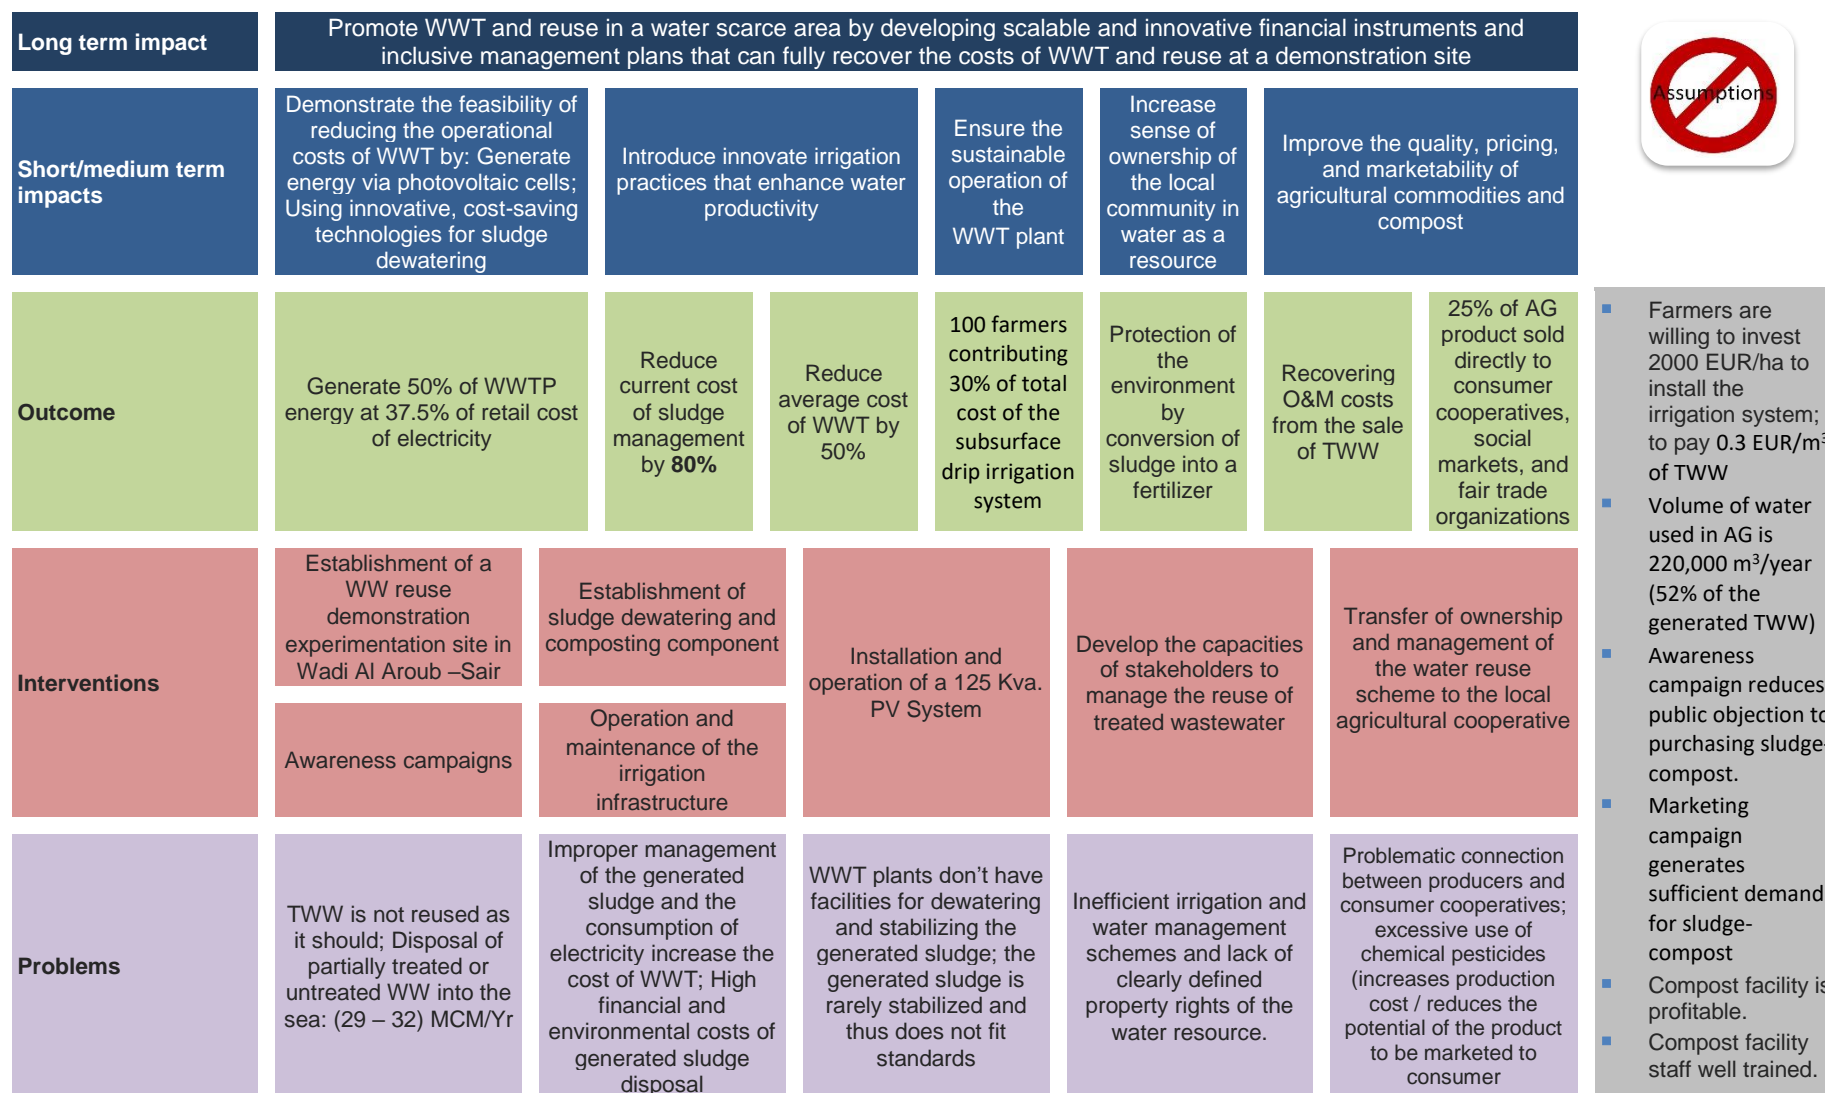 Long term impact
Promote WWT and reuse in a water scarce area by developing scalable and innovative financial instruments and
inclusive management plans that can fully recover the costs of WWT and reuse at a demonstration site
Assumptions
Short/medium term
impacts
Demonstrate the feasibility of
reducing the operational
costs of WWT by: Generate
energy via photovoltaic cells;
Using innovative, cost-saving
technologies for sludge
dewatering
Introduce innovate irrigation
practices that enhance water
productivity
Ensure the
sustainable
operation of
the
WWT plant
Increase
sense of
ownership of
the local
community in
water as a
resource
Improve the quality, pricing,
and marketability of
agricultural commodities and
compost
Outcome
Generate 50% of WWTP
energy at 37.5% of retail cost
of electricity
Reduce
current cost
of sludge
management
by 80%
Reduce
average cost
of WWT by
50%
100 farmers
contributing
30% of total
cost of the
subsurface
drip irrigation
system
Protection of
the
environment
by
conversion of
sludge into a
fertilizer
Recovering
O&M costs
from the sale
of TWW
25% of AG
product sold
directly to
consumer
cooperatives,
social
markets, and
fair trade
organizations
Interventions
Establishment of a
WW reuse
demonstration
experimentation site in
Wadi Al Aroub –Sair
Awareness campaigns
Establishment of
sludge dewatering and
composting component
Operation and
maintenance of the
irrigation
infrastructure
Installation and
operation of a 125 Kva.
PV System
Develop the capacities
of stakeholders to
manage the reuse of
treated wastewater
Transfer of ownership
and management of
the water reuse
scheme to the local
agricultural cooperative
Problems
TWW is not reused as
it should; Disposal of
partially treated or
untreated WW into the
sea: (29 – 32) MCM/Yr
Improper management
of the generated
sludge and the
consumption of
electricity increase the
cost of WWT; High
financial and
environmental costs of
generated sludge
disposal
WWT plants don’t have
facilities for dewatering
and stabilizing the
generated sludge; the
generated sludge is
rarely stabilized and
thus does not fit
standards
Inefficient irrigation and
water management
schemes and lack of
clearly defined
property rights of the
water resource.
Problematic connection
between producers and
consumer cooperatives;
excessive use of
chemical pesticides
(increases production
cost / reduces the
potential of the product
to be marketed to
consumer
▪ Farmers are
willing to invest
2000 EUR/ha to
install the
irrigation system;
to pay 0.3 EUR/m³
of TWW
▪ Volume of water
used in AG is
220,000 m³/year
(52% of the
generated TWW)
▪ Awareness
campaign reduces
public objection to
purchasing sludge-
compost.
▪ Marketing
campaign
generates
sufficient demand
for sludge-
compost
▪ Compost facility is
profitable.
▪ Compost facility
staff well trained.